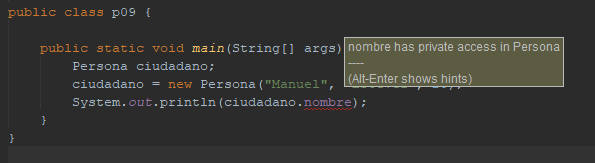 public class p09 {
public static void main(String[] args)
nombre has private access in Persona
----
(Alt-Enter shows hints)
Persona ciudadano;
ciudadano = new Persona("Manuel",
System.out.println(ciudadano.nombre);
}
}